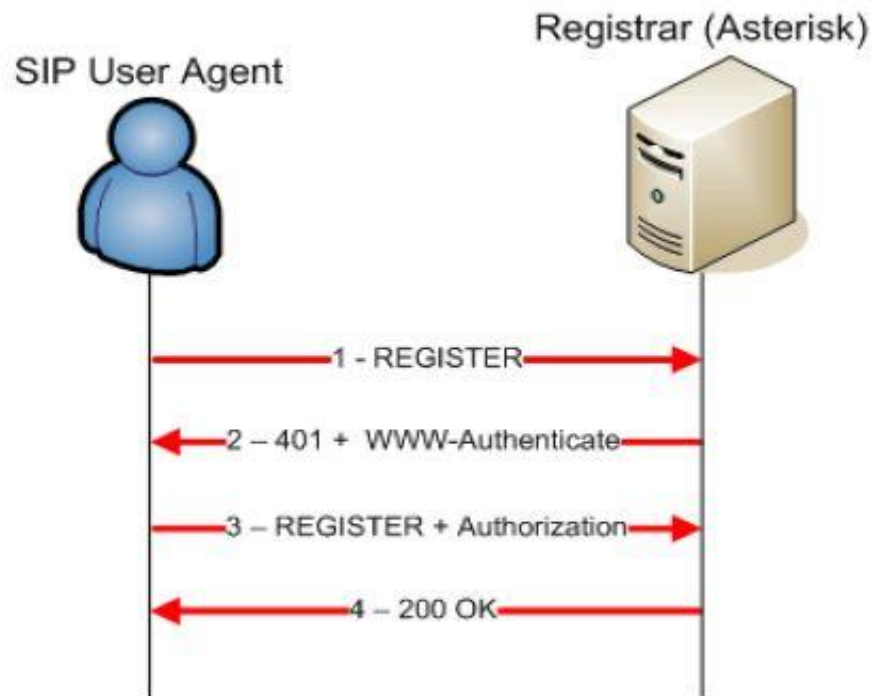 Registrar (Asterisk)
SIP User Agent
1 - REGISTER
2 – 401 + WWW-Authenticate
3 – REGISTER + Authorization
4 – 200 OK